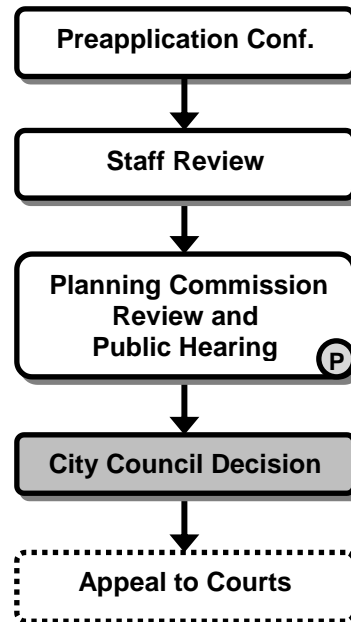 Preapplication Conf.
Staff Review
Planning Commission
Review and
Public Hearing
P
City Council Decision
Appeal to Courts